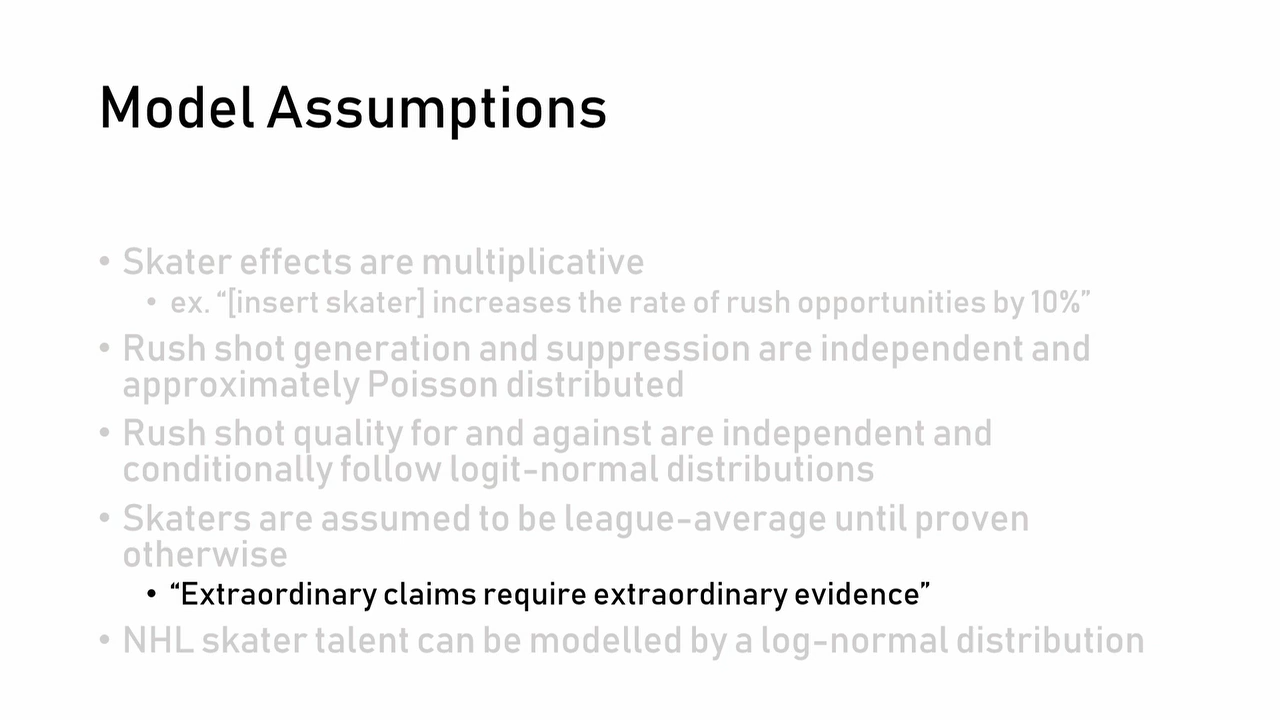 Model Assumptions
• Skater effects are multiplicative
• ex. “[insert skater] increases the rate of rush opportunities by 10%”
• Rush shot generation and suppression are independent and
approximately Poisson distributed
• Rush shot quality for and against are independent and
conditionally follow logit-normal distributions
• Skaters are assumed to be league-average until proven
otherwise
• “Extraordinary claims require extraordinary evidence”
• NHL skater talent can be modelled by a log-normal distribution